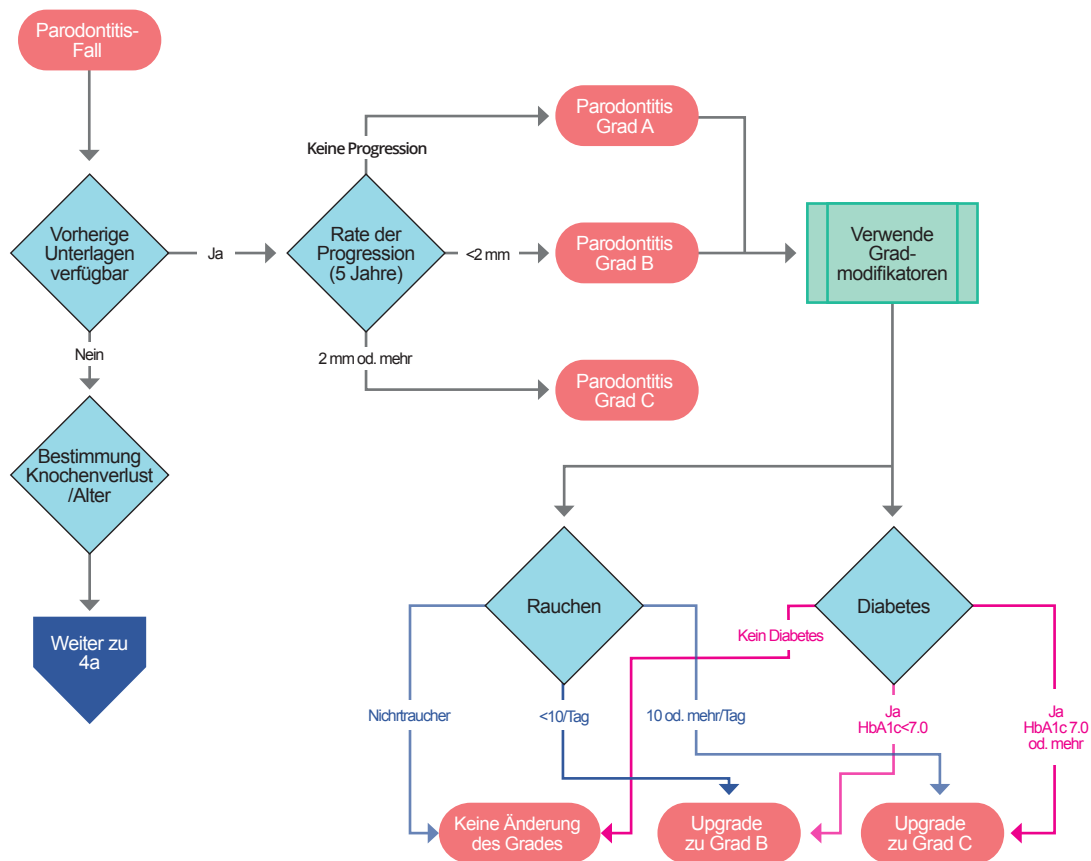 Parodontitis-
Fall
Vorherige
Unterlagen
verfügbar
Ja
Nein
Bestimmung
Knochenverlust
/Alter
Weiter zu
4a
Rate der
Progression
(5 Jahre)
Keine Progression
<2 mm
2 mm od. mehr
Parodontitis
Grad A
Parodontitis
Grad B
Parodontitis
Grad C
Verwende
Grad-
modifikatoren
Rauchen
Diabetes
Kein Diabetes
Nichrtraucher
<10/Tag
10 od. mehr/Tag
Ja
HbA1c<7.0
Ja
HbA1c 7.0
od. mehr
Keine Änderung
des Grades
Upgrade
zu Grad B
Upgrade
zu Grad C